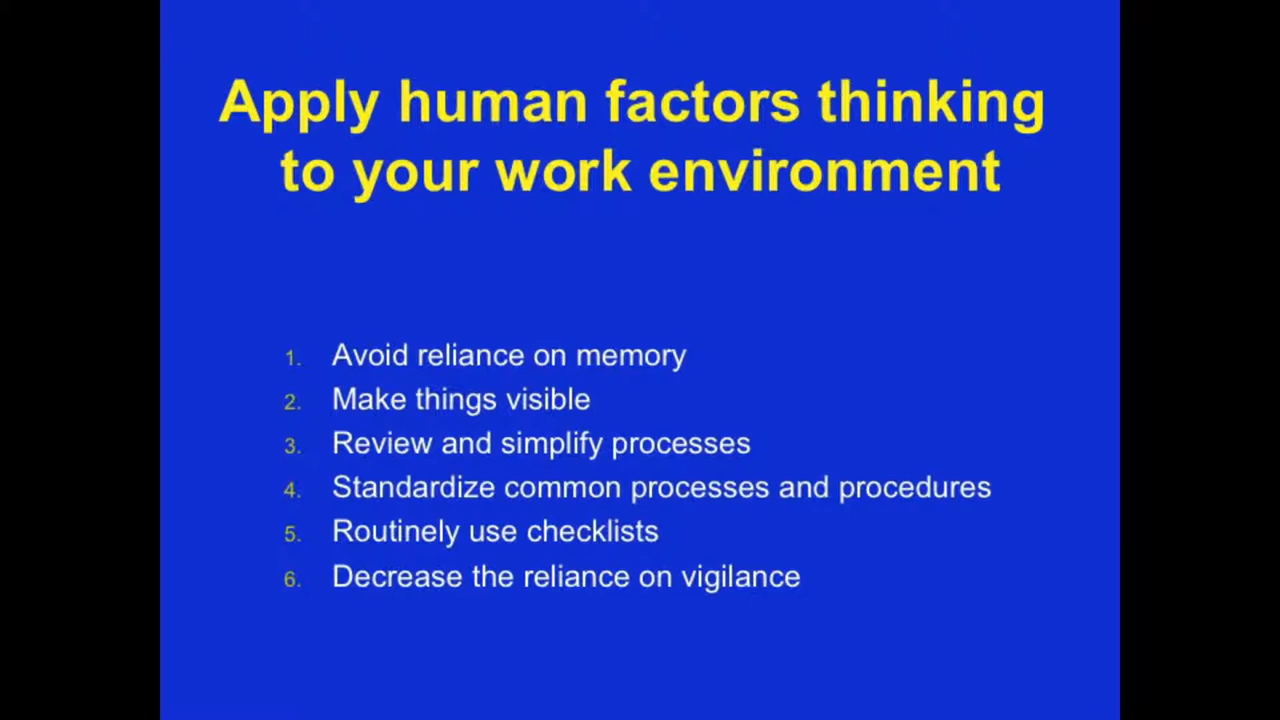 Apply human factors thinking
to your work environment
1. Avoid reliance on memory
2. Make things visible
3. Review and simplify processes
4. Standardize common processes and procedures
5. Routinely use checklists
6. Decrease the reliance on vigilance